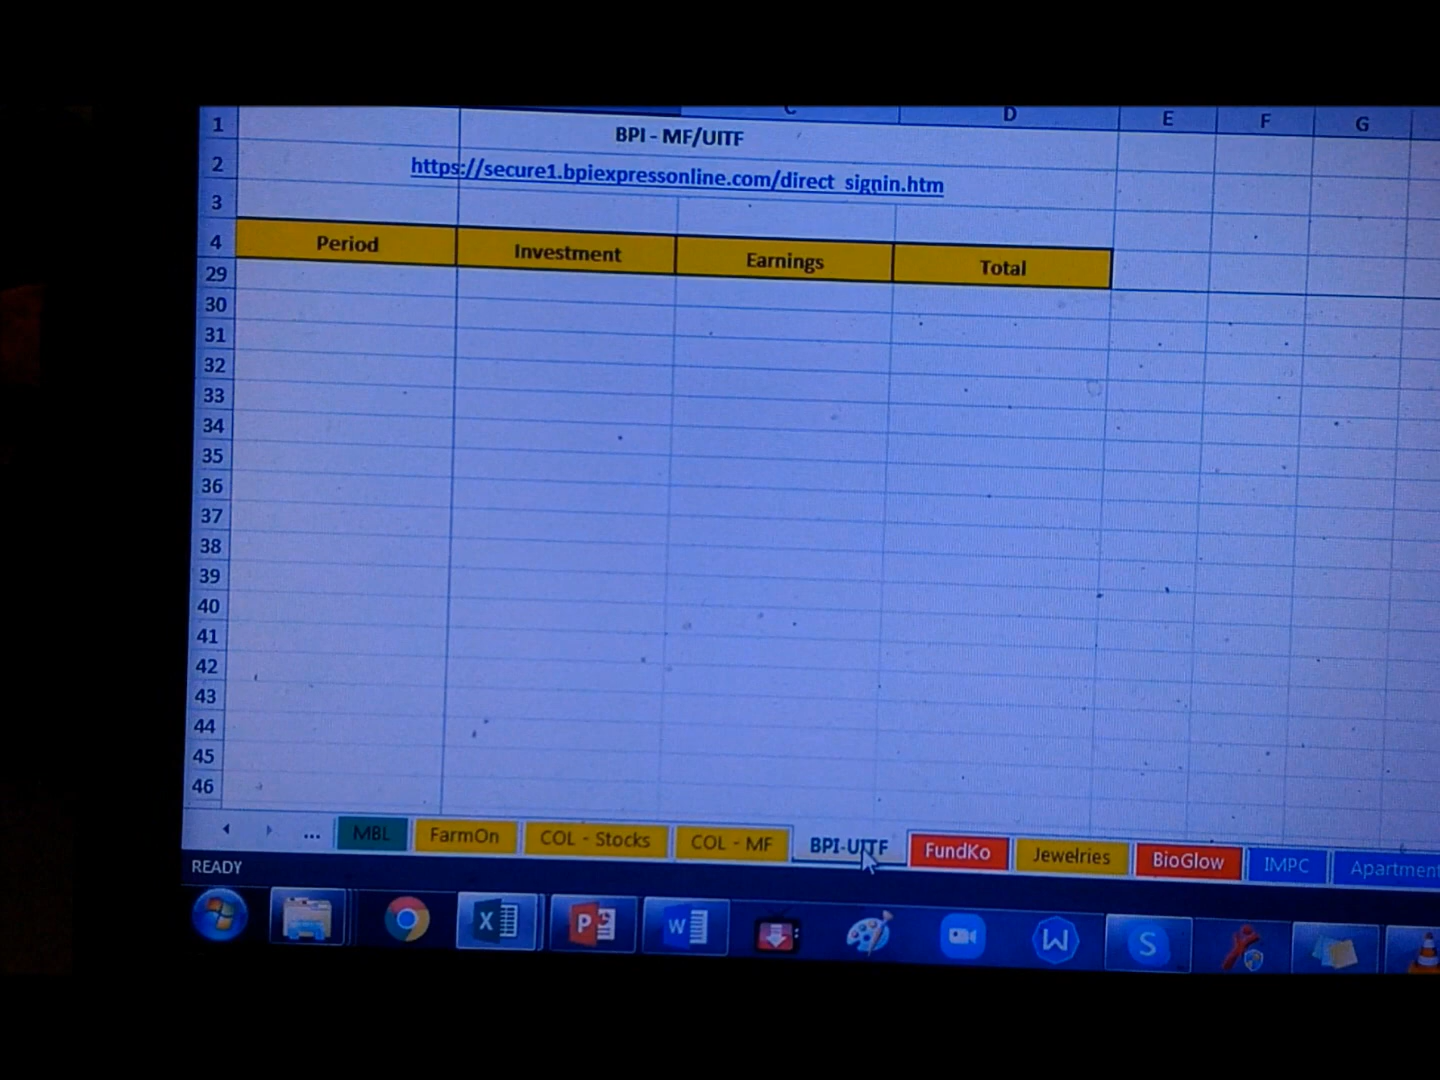 C D E F G
1 BPI - MF/UITF
2 https://secure1.bpiexpressonline.com/direct_signin.htm
3
4 Period Investment Earnings Total
29
30
31
32
33
34
35
36
37
38
39
40
41
42
43
44
45
46
... MBL FarmOn COL - Stocks COL - MF BPI-UITF FundKo Jewelries BioGlow IMPC Apartment
READY
X P W S